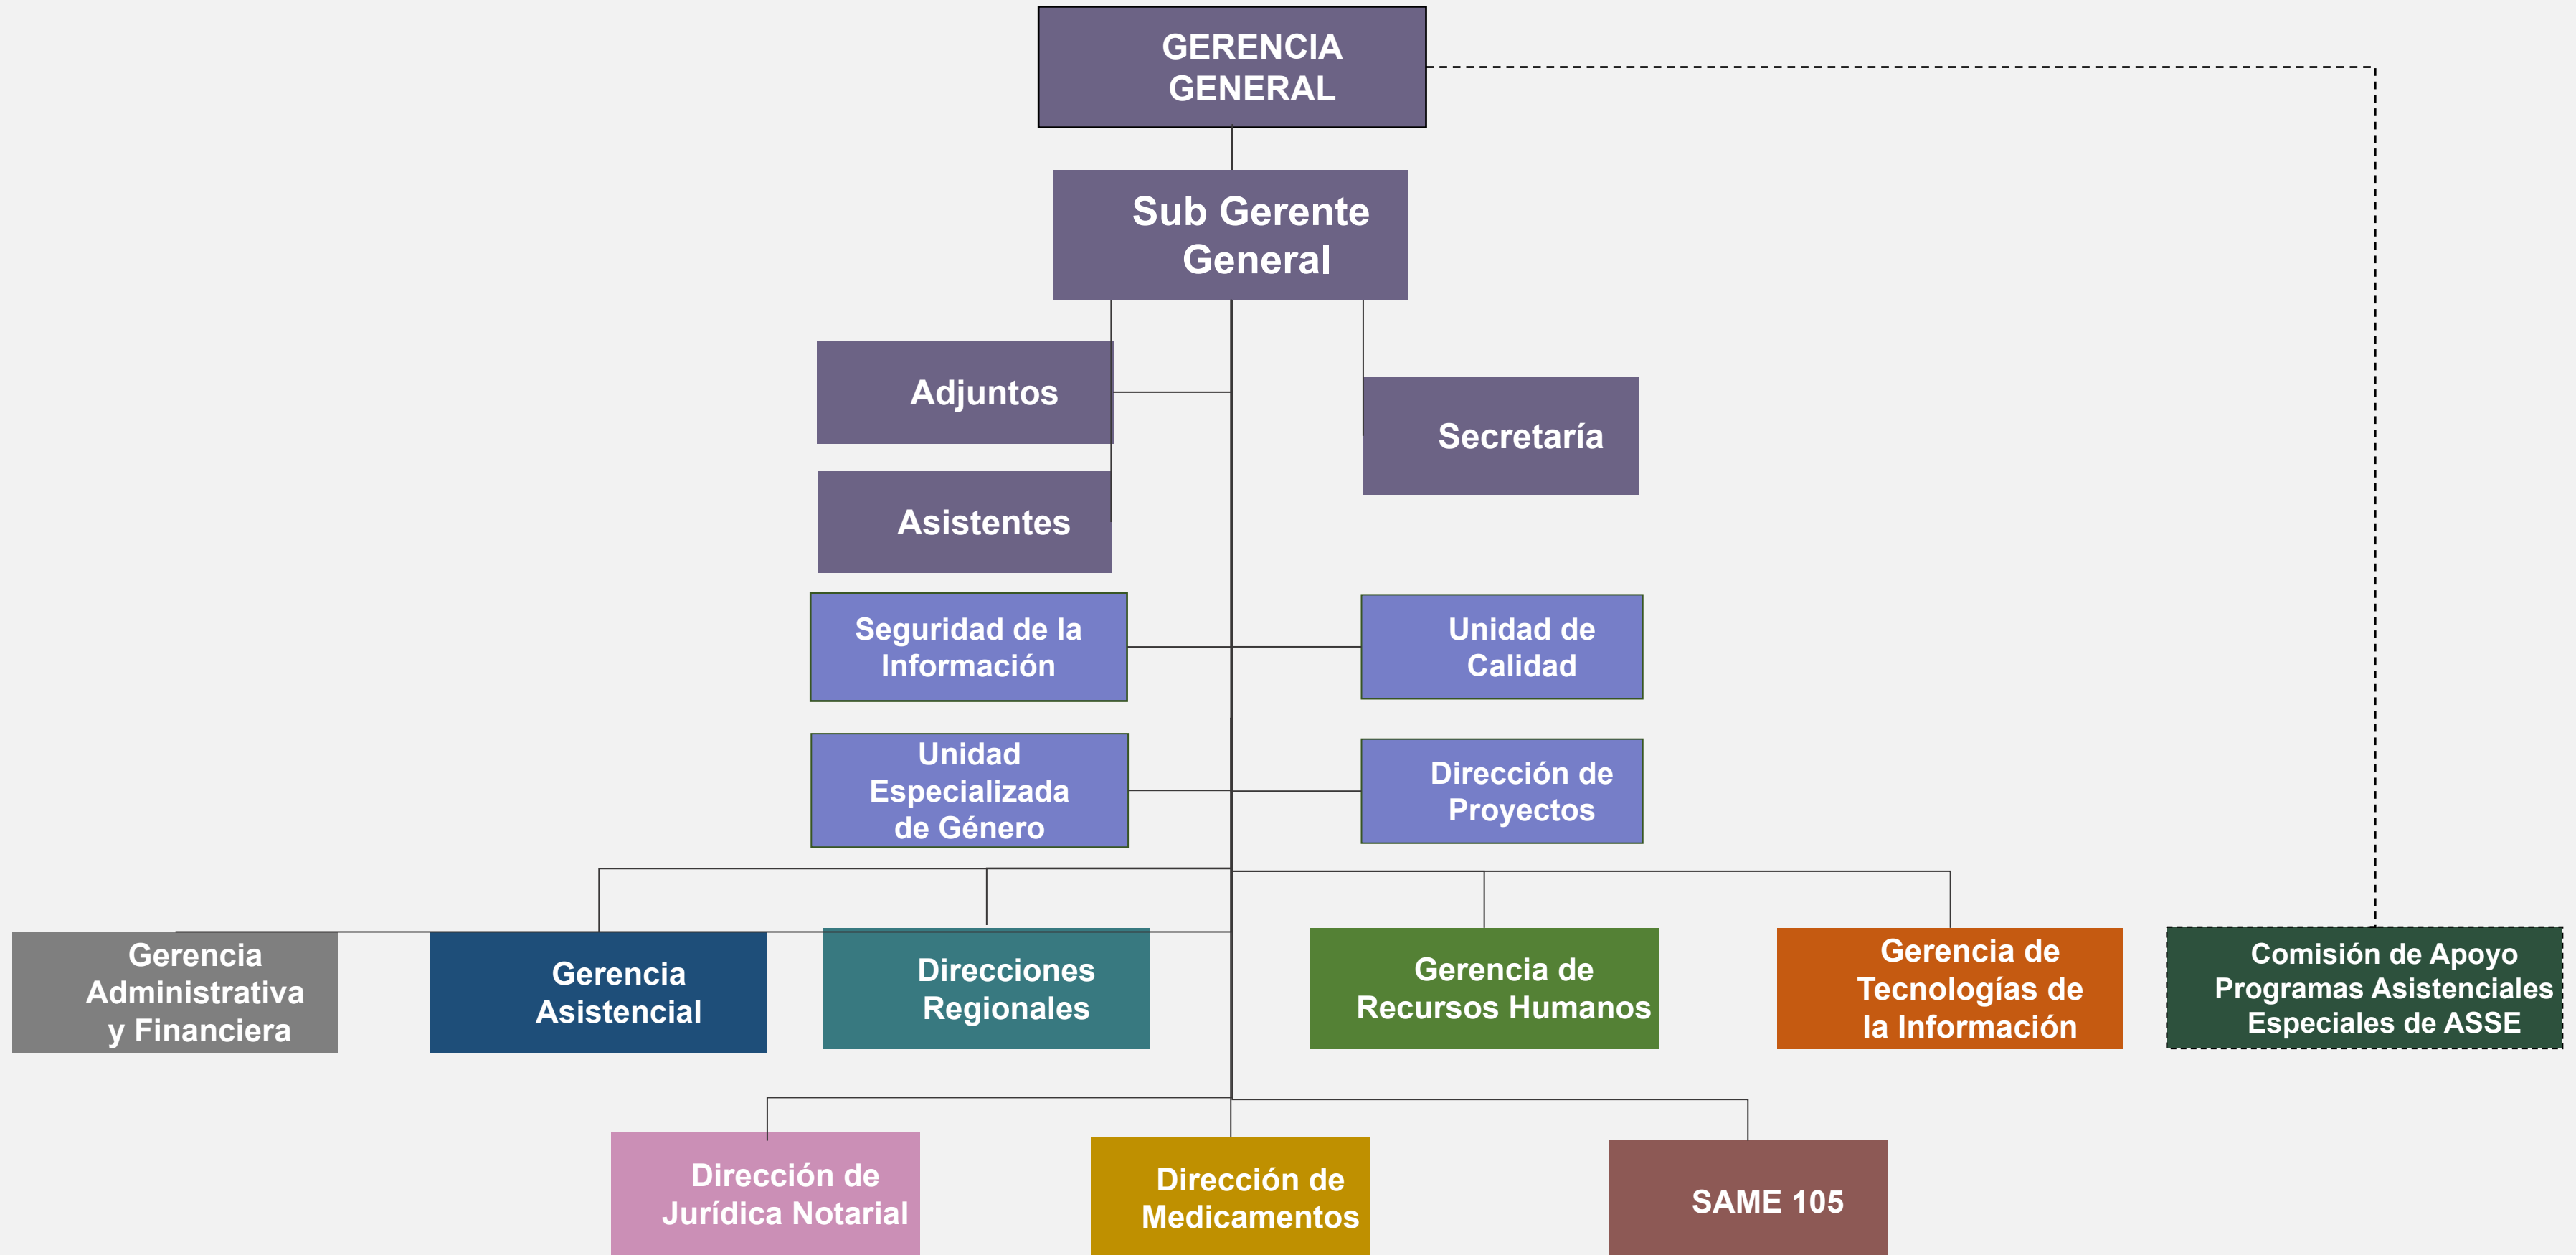 GERENCIA
GENERAL
Sub Gerente
General
Adjuntos
Secretaría
Asistentes
Seguridad de la
Información
Unidad de
Calidad
Unidad
Especializada
de Género
Dirección de
Proyectos
Gerencia
Administrativa
y Financiera
Gerencia
Asistencial
Direcciones
Regionales
Gerencia de
Recursos Humanos
Gerencia de
Tecnologías de
la Información
Comisión de Apoyo
Programas Asistenciales
Especiales de ASSE
Dirección de
Jurídica Notarial
Dirección de
Medicamentos
SAME 105